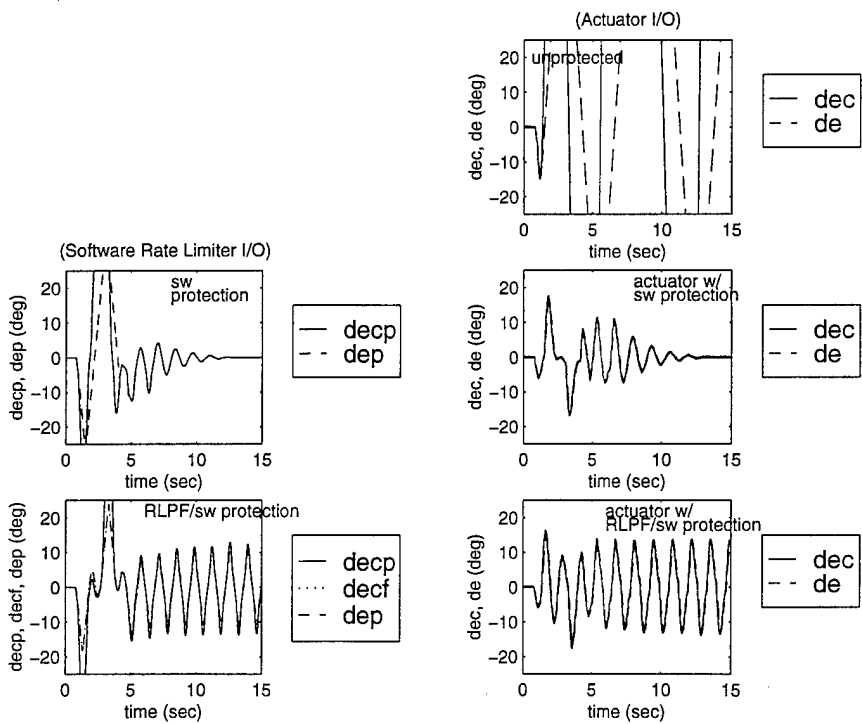 (Actuator I/O)
dec, de (deg)
20
10
0
−10
−20
unprotected
0
5
10
15
time (sec)
dec
de
(Software Rate Limiter I/O)
decp, dep (deg)
20
10
0
−10
−20
sw
protection
0
5
10
15
time (sec)
decp
dep
dec, de (deg)
20
10
0
−10
−20
actuator w/
sw protection
0
5
10
15
time (sec)
dec
de
decp, decf, dep (deg)
20
10
0
−10
−20
RLPF/sw protection
0
5
10
15
time (sec)
decp
decf
dep
dec, de (deg)
20
10
0
−10
−20
actuator w/
RLPF/sw protection
0
5
10
15
time (sec)
dec
de